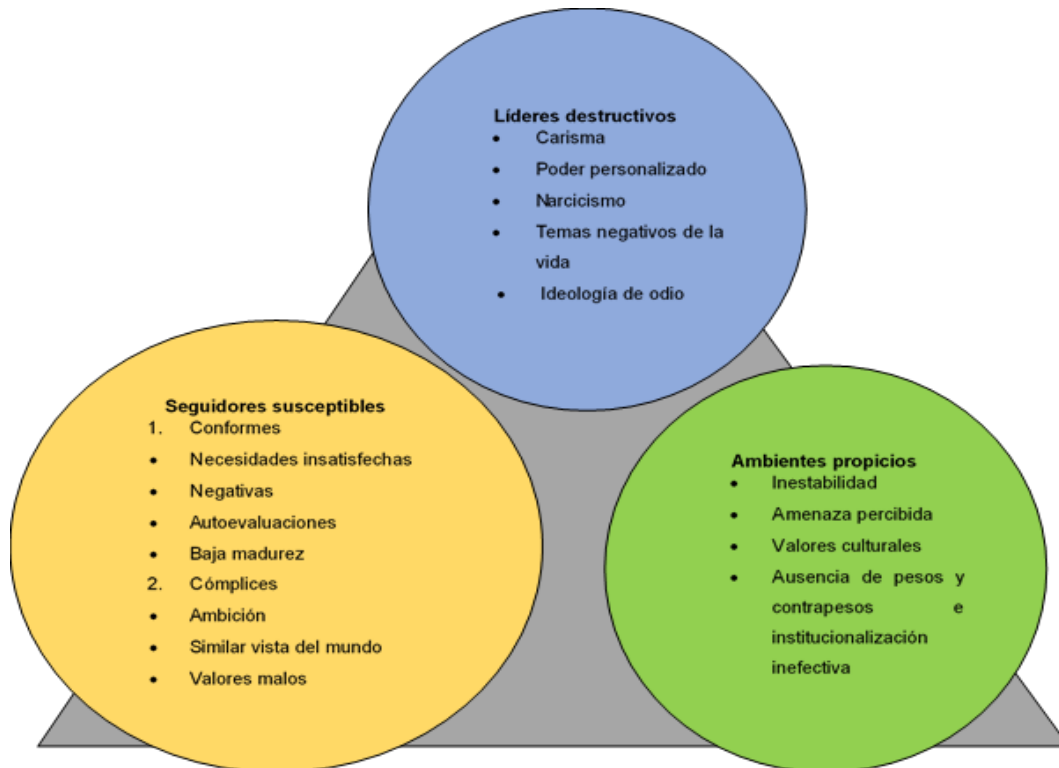 Líderes destructivos
• Carisma
• Poder personalizado
• Narcicismo
• Temas negativos de la
vida
• Ideología de odio
Seguidores susceptibles
1. Conformes
• Necesidades insatisfechas
• Negativas
• Autoevaluaciones
• Baja madurez
2. Cómplices
• Ambición
• Similar vista del mundo
• Valores malos
Ambientes propicios
• Inestabilidad
• Amenaza percibida
• Valores culturales
• Ausencia de pesos y
contrapesos e
institucionalización
inefectiva